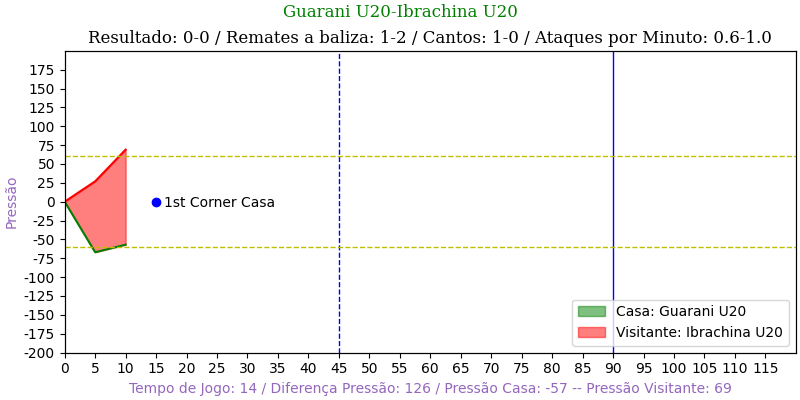 Guarani U20-Ibrachina U20
Resultado: 0-0 / Remates a baliza: 1-2 / Cantos: 1-0 / Ataques por Minuto: 0.6-1.0
Pressão
175
150
125
100
75
50
25
0
-25
-50
-75
-100
-125
-150
-175
-200
1st Corner Casa
Casa: Guarani U20
Visitante: Ibrachina U20
0 5 10 15 20 25 30 35 40 45 50 55 60 65 70 75 80 85 90 95 100 105 110 115
Tempo de Jogo: 14 / Diferença Pressão: 126 / Pressão Casa: -57 -- Pressão Visitante: 69